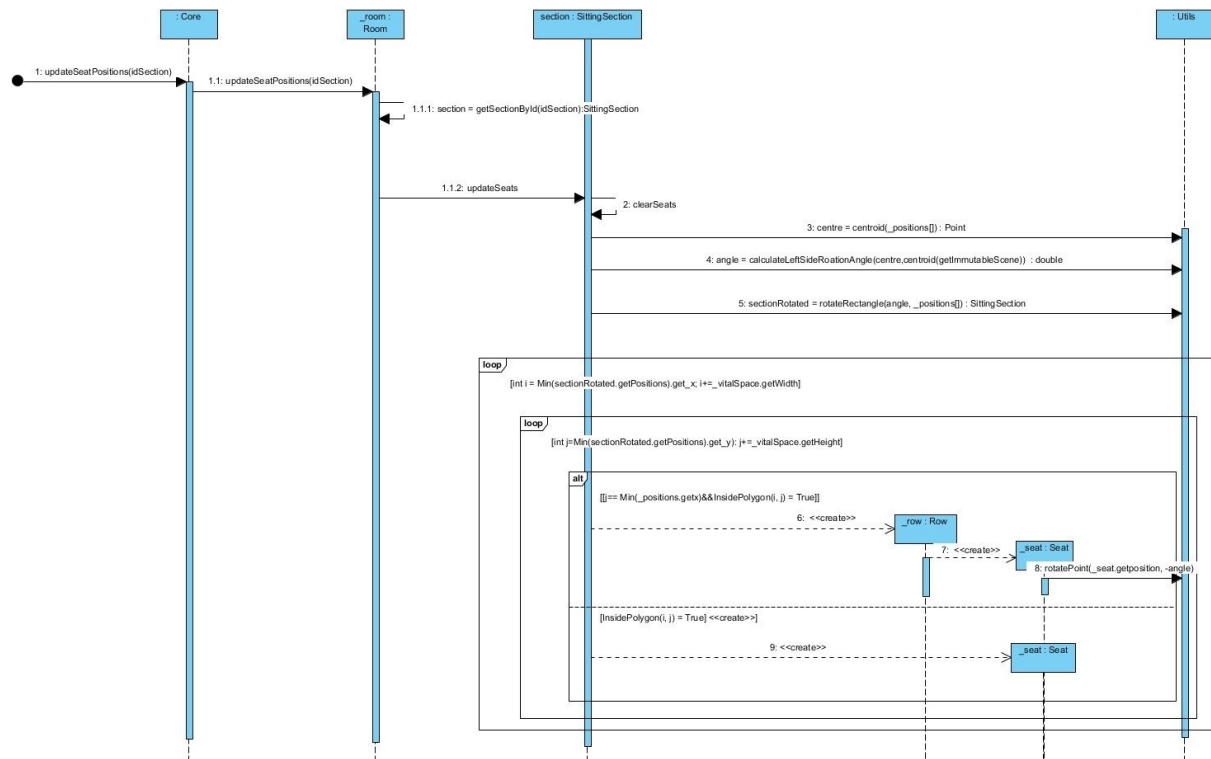 : Core
_room :
Room
section : SittingSection
: Utils
1: updateSeatPositions(idSection)
1.1: updateSeatPositions(idSection)
1.1.1: section = getSectionById(idSection):SittingSection
1.1.2: updateSeats
2: clearSeats
3: centre = centroid(_positions[]) : Point
4: angle = calculateLeftSideRoationAngle(centre,centroid(getImmutableScene)) : double
5: sectionRotated = rotateRectangle(angle, _positions[]) : SittingSection
loop
[int i = Min(sectionRotated.getPositions).get_x; i+=_vitalSpace.getWidth]
loop
[int j=Min(sectionRotated.getPositions).get_y); j+=_vitalSpace.getHeight]
alt
[[j== Min(_positions.getx)&&InsidePolygon(i, j) = True]]
6: <<create>>
_row : Row
7: <<create>>
_seat : Seat
8: rotatePoint(_seat.getposition, -angle)
[InsidePolygon(i, j) = True] <<create>>]
9: <<create>>
_seat : Seat